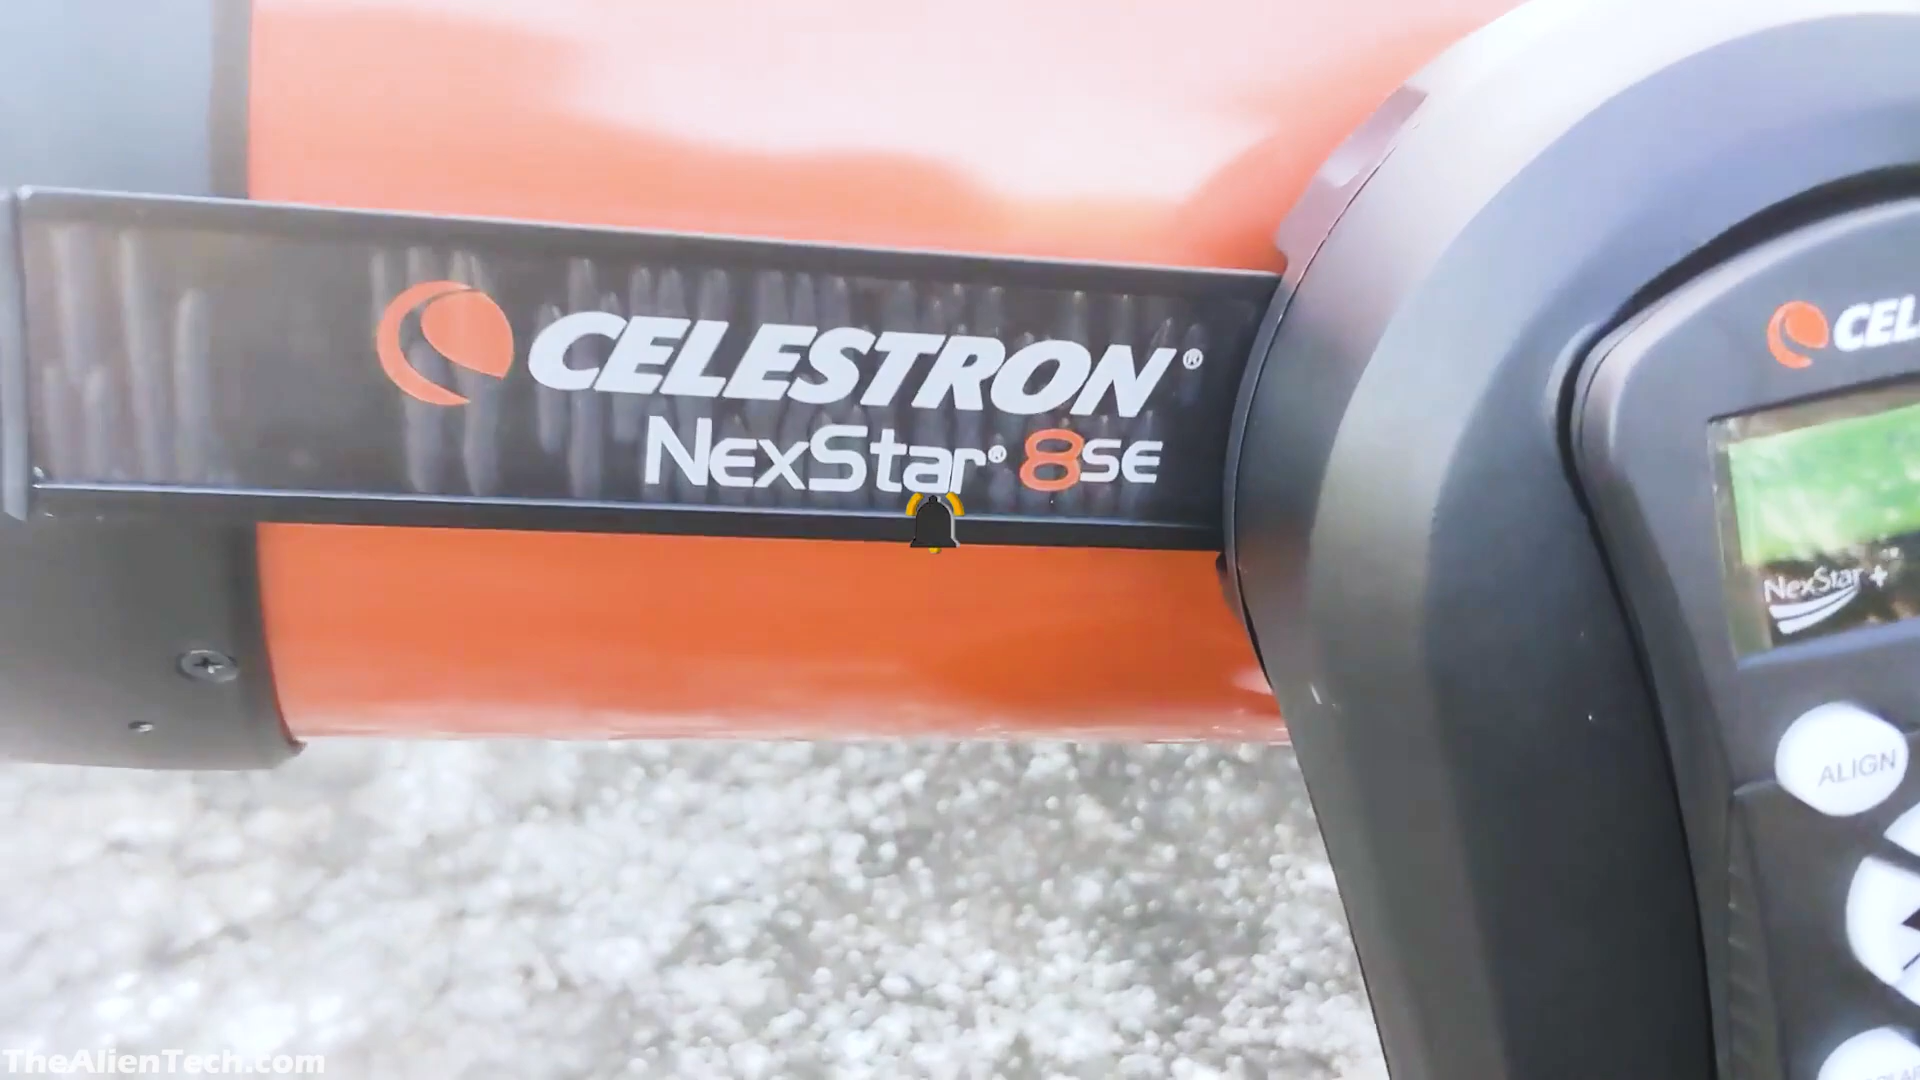 CELESTRON®
NexStar® 8SE
CEL
NexStar +
ALIGN
TheAlienTech.com